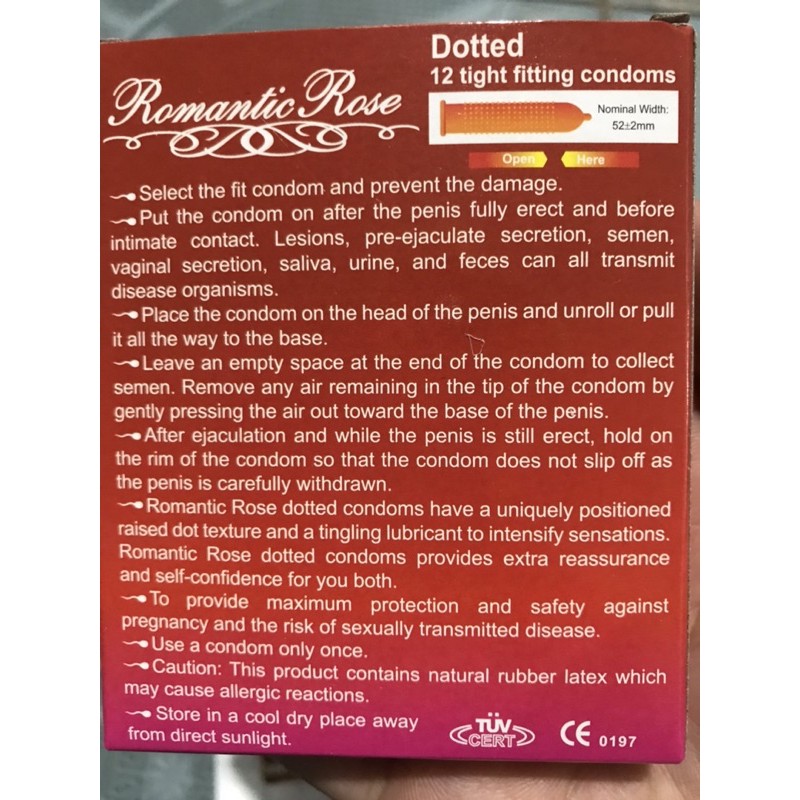 Romantic Rose
Dotted
12 tight fitting condoms
Nominal Width:
52±2mm
Open Here
Select the fit condom and prevent the damage.
Put the condom on after the penis fully erect and before
intimate contact. Lesions, pre-ejaculate secretion, semen,
vaginal secretion, saliva, urine, and feces can all transmit
disease organisms.
Place the condom on the head of the penis and unroll or pull
it all the way to the base.
Leave an empty space at the end of the condom to collect
semen. Remove any air remaining in the tip of the condom by
gently pressing the air out toward the base of the penis.
After ejaculation and while the penis is still erect, hold on
the rim of the condom so that the condom does not slip off as
the penis is carefully withdrawn.
Romantic Rose dotted condoms have a uniquely positioned
raised dot texture and a tingling lubricant to intensify sensations.
Romantic Rose dotted condoms provides extra reassurance
and self-confidence for you both.
To provide maximum protection and safety against
pregnancy and the risk of sexually transmitted disease.
Use a condom only once.
Caution: This product contains natural rubber latex which
may cause allergic reactions.
Store in a cool dry place away
from direct sunlight.
TÜV
CERT
CE 0197